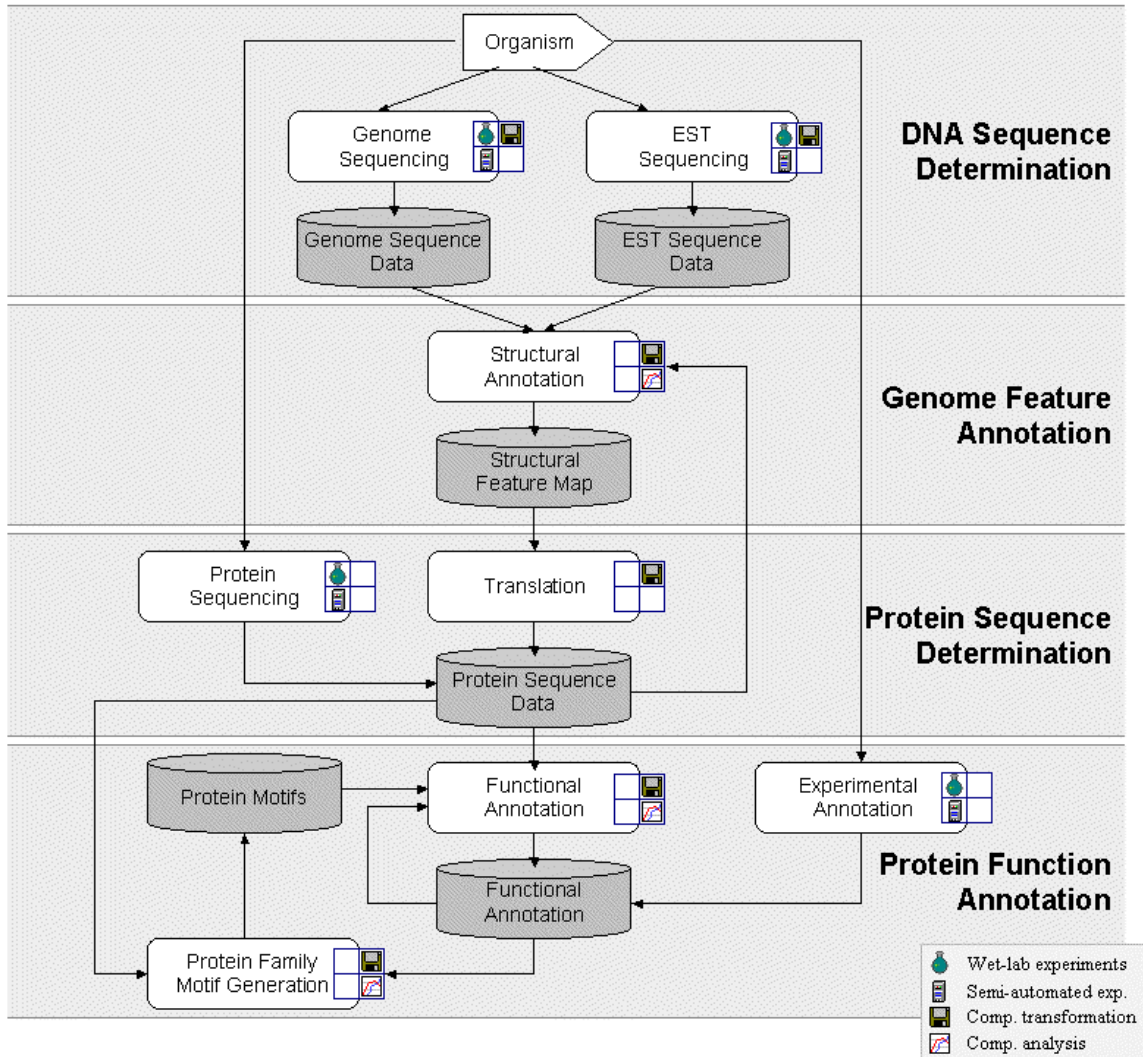 Organism
Genome
Sequencing
EST
Sequencing
DNA Sequence
Determination
Genome Sequence
Data
EST Sequence
Data
Structural
Annotation
Genome Feature
Annotation
Structural
Feature Map
Protein
Sequencing
Translation
Protein Sequence
Determination
Protein Sequence
Data
Protein Motifs
Functional
Annotation
Experimental
Annotation
Protein Function
Annotation
Functional
Annotation
Protein Family
Motif Generation
Wet-lab experiments
Semi-automated exp.
Comp. transformation
Comp. analysis